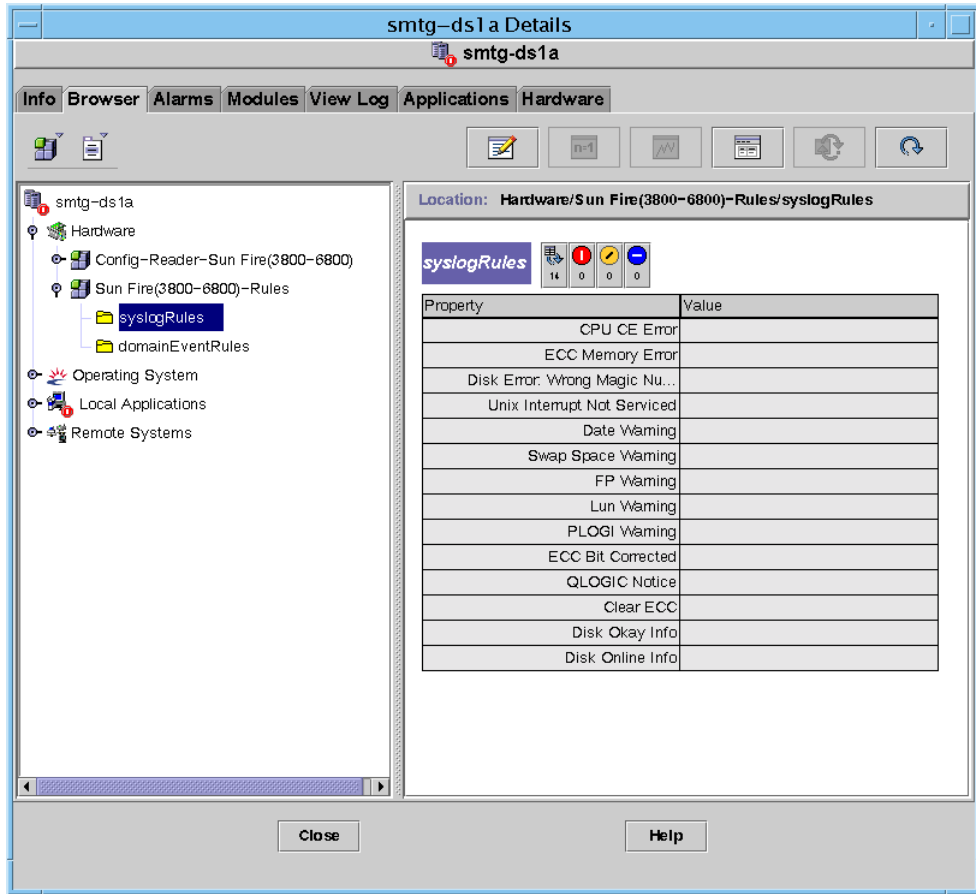 smtg-ds1a Details
smtg-ds1a
Info Browser Alarms Modules View Log Applications Hardware
n=1
smtg-ds1a
Hardware
Config-Reader-Sun Fire(3800-6800)
Sun Fire(3800-6800)-Rules
syslogRules
domainEventRules
Operating System
Local Applications
Remote Systems
Location: Hardware/Sun Fire(3800-6800)-Rules/syslogRules
syslogRules
14 0 0 0
Property Value
CPU CE Error
ECC Memory Error
Disk Error: Wrong Magic Nu...
Unix Interrupt Not Serviced
Date Warning
Swap Space Warning
FP Warning
Lun Warning
PLOGI Warning
ECC Bit Corrected
QLOGIC Notice
Clear ECC
Disk Okay Info
Disk Online Info
Close Help